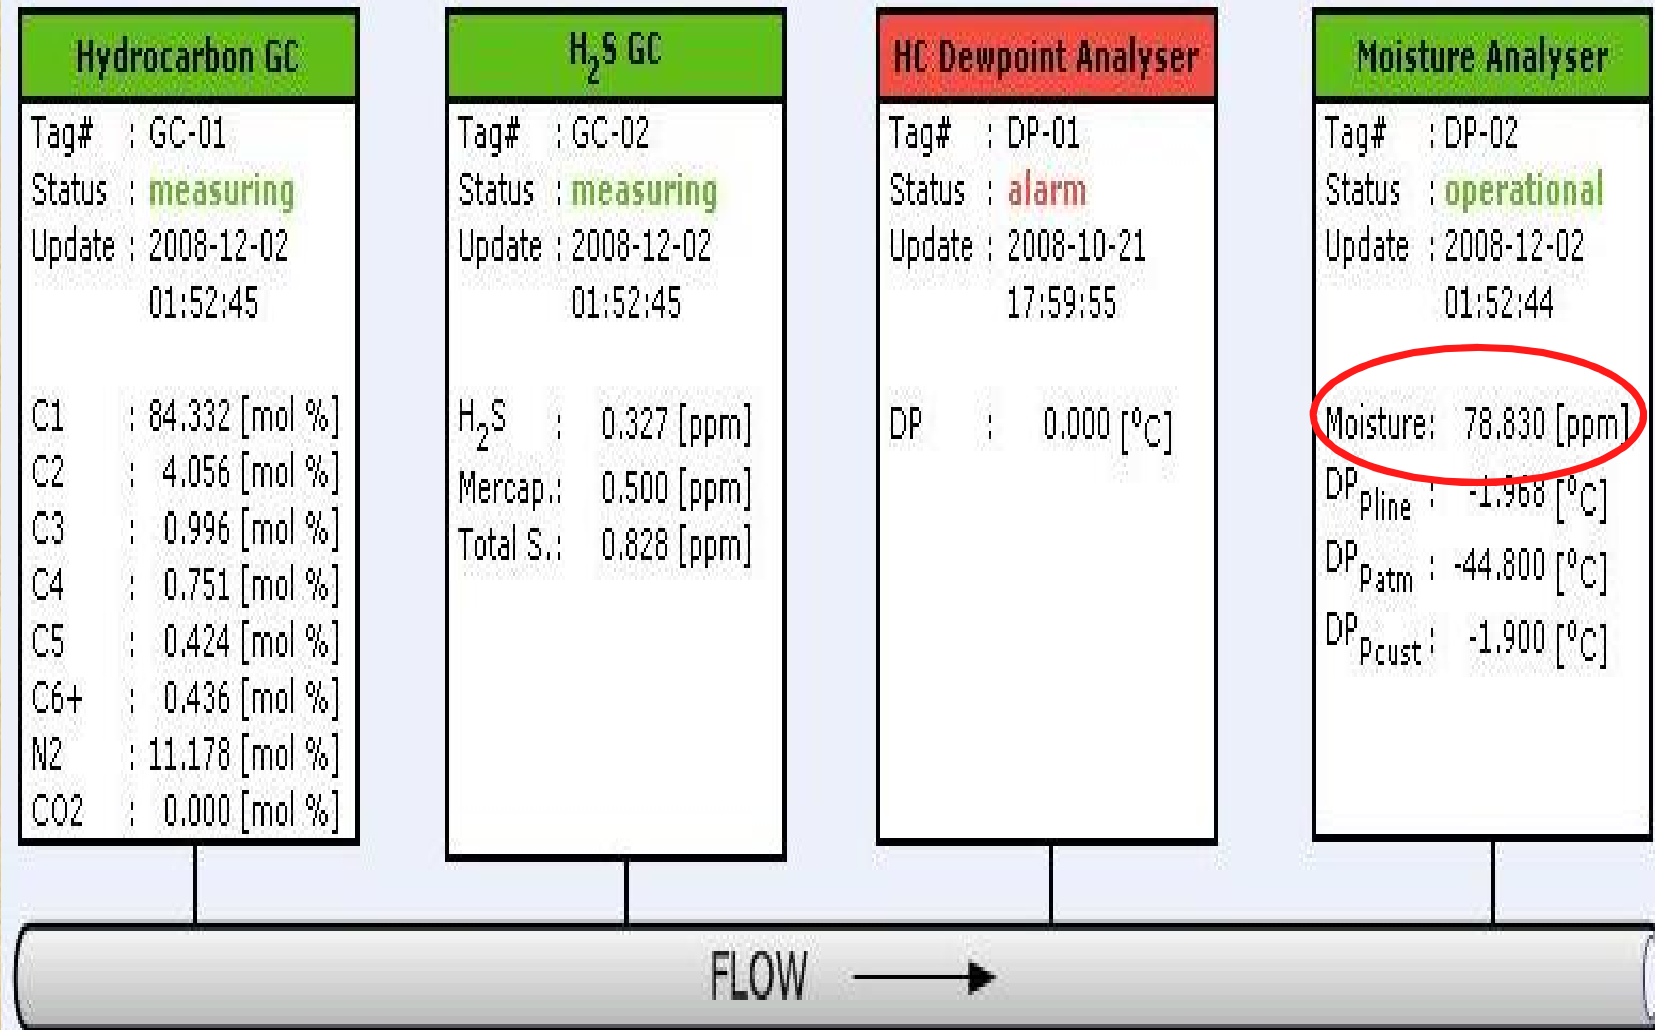 Hydrocarbon GC
Tag# : GC-01
Status : measuring
Update : 2008-12-02
01:52:45
C1 : 84.332 [mol %]
C2 : 4.056 [mol %]
C3 : 0.996 [mol %]
C4 : 0.751 [mol %]
C5 : 0.424 [mol %]
C6+ : 0.436 [mol %]
N2 : 11.178 [mol %]
CO2 : 0.000 [mol %]
H2S GC
Tag# : GC-02
Status : measuring
Update : 2008-12-02
01:52:45
H2S : 0.327 [ppm]
Mercap.: 0.500 [ppm]
Total S.: 0.828 [ppm]
HC Dewpoint Analyser
Tag# : DP-01
Status : alarm
Update : 2008-10-21
17:59:55
DP : 0.000 [°C]
Moisture Analyser
Tag# : DP-02
Status : operational
Update : 2008-12-02
01:52:44
Moisture: 78.830 [ppm]
DP Pline : -1.968 [°C]
DP Patm : -44.800 [°C]
DP Pcust : -1.900 [°C]
FLOW